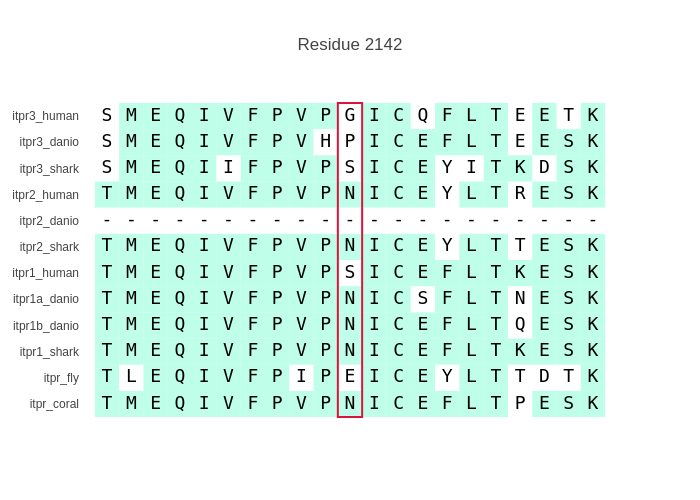 Residue 2142
itpr3_human S M E Q I V F P V P G I C Q F L T E E T K
itpr3_danio S M E Q I V F P V H P I C E F L T E E S K
itpr3_shark S M E Q I I F P V P S I C E Y I T K D S K
itpr2_human T M E Q I V F P V P N I C E Y L T R E S K
itpr2_danio - - - - - - - - - - - - - - - - - - - - -
itpr2_shark T M E Q I V F P V P N I C E Y L T T E S K
itpr1_human T M E Q I V F P V P S I C E F L T K E S K
itpr1a_danio T M E Q I V F P V P N I C S F L T N E S K
itpr1b_danio T M E Q I V F P V P N I C E F L T Q E S K
itpr1_shark T M E Q I V F P V P N I C E F L T K E S K
itpr_fly T L E Q I V F P I P E I C E Y L T T D T K
itpr_coral T M E Q I V F P V P N I C E F L T P E S K